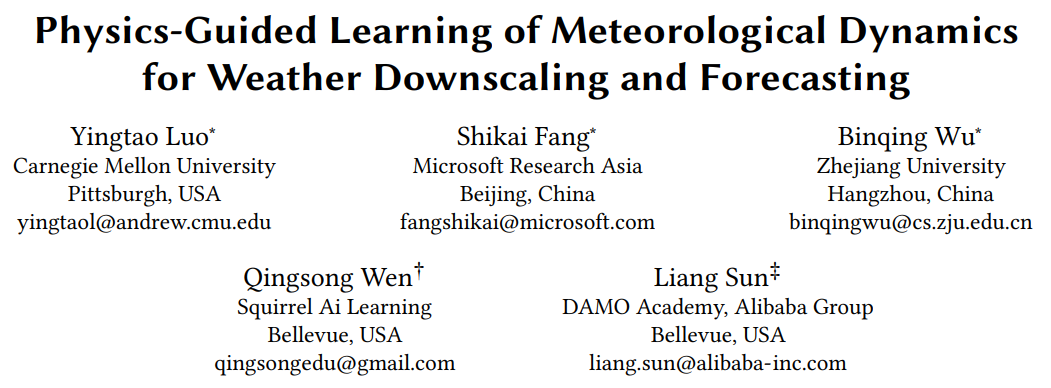 Physics-Guided Learning of Meteorological Dynamics
for Weather Downscaling and Forecasting
Yingtao Luo*
Carnegie Mellon University
Pittsburgh, USA
yingtaol@andrew.cmu.edu
Shikai Fang*
Microsoft Research Asia
Beijing, China
fangshikai@microsoft.com
Binqing Wu*
Zhejiang University
Hangzhou, China
binqingwu@cs.zju.edu.cn
Qingsong Wen†
Squirrel Ai Learning
Bellevue, USA
qingsongedu@gmail.com
Liang Sun‡
DAMO Academy, Alibaba Group
Bellevue, USA
liang.sun@alibaba-inc.com